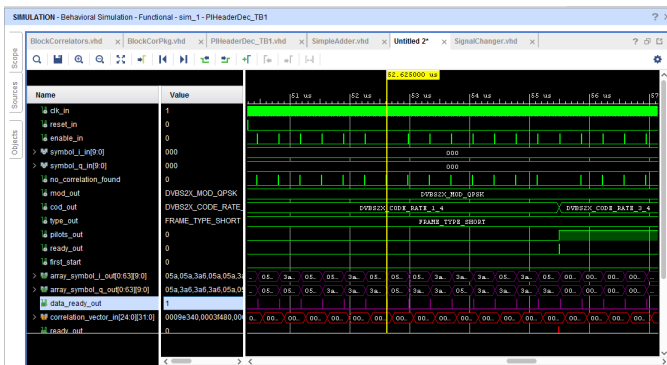 SIMULATION - Behavioral Simulation - Functional - sim_1 - PIHeaderDec_TB1
BlockCorrelators.vhd × BlockCorPkg.vhd × PIHeaderDec_TB1.vhd × SimpleAdder.vhd × Untitled 2* × SignalChanger.vhd ×
Scope
Sources
Objects
52.625000 us
Name Value 51 us 52 us 53 us 54 us 55 us 56 us 57
clk_in 1
reset_in 0
enable_in 0
symbol_i_in[9:0] 000 000
symbol_q_in[9:0] 000 000
no_correlation_found 0
mod_out DVBS2X_MOD_QPSK DVBS2X_MOD_QPSK
cod_out DVBS2X_CODE_RATE_ DVBS2X_CODE_RATE_1_4 DVBS2X_CODE_RATE_3_4
type_out FRAME_TYPE_SHORT FRAME_TYPE_SHORT
pilots_out 0
ready_out 0
first_start 0
array_symbol_i_out[0:63][9:0] 05a,05a,3a6,05a,05a,3a
array_symbol_q_out[0:63][9:0] 05a,3a6,3a6,3a6,05a,05
data_ready_out 1
correlation_vector_in[24:0][31:0] 0009e340,0003f480,00
ready_out 0